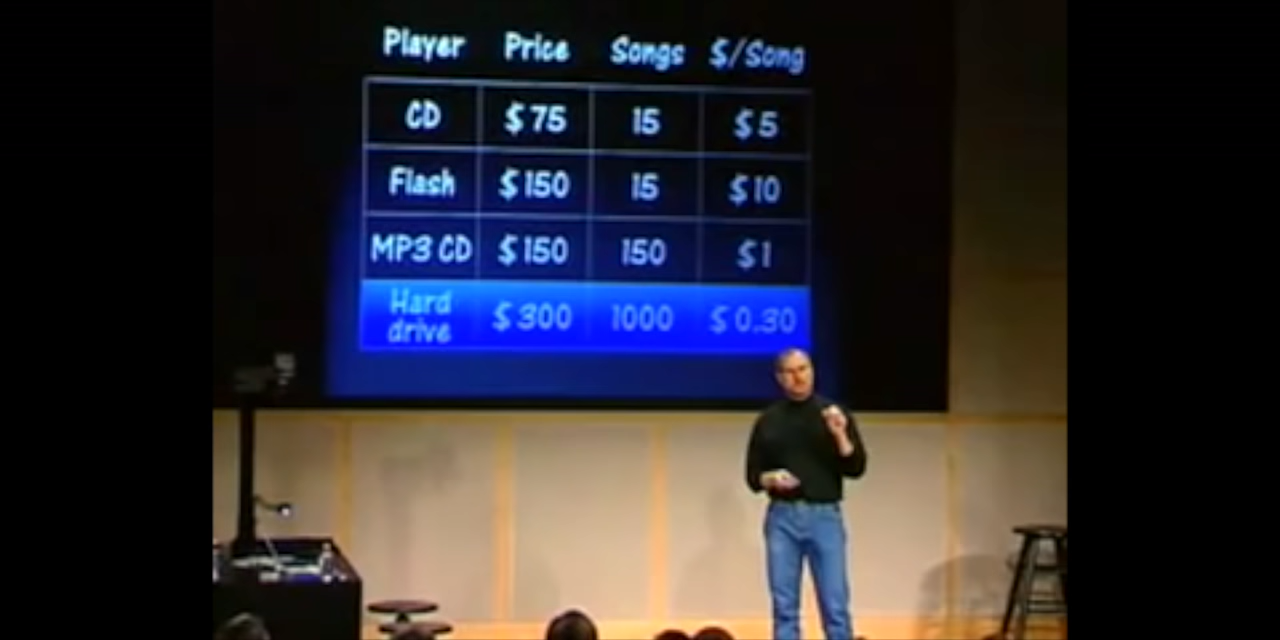 Player Price Songs $/Song
CD $75 15 $5
Flash $150 15 $10
MP3 CD $150 150 $1
Hard drive $300 1000 $0.30